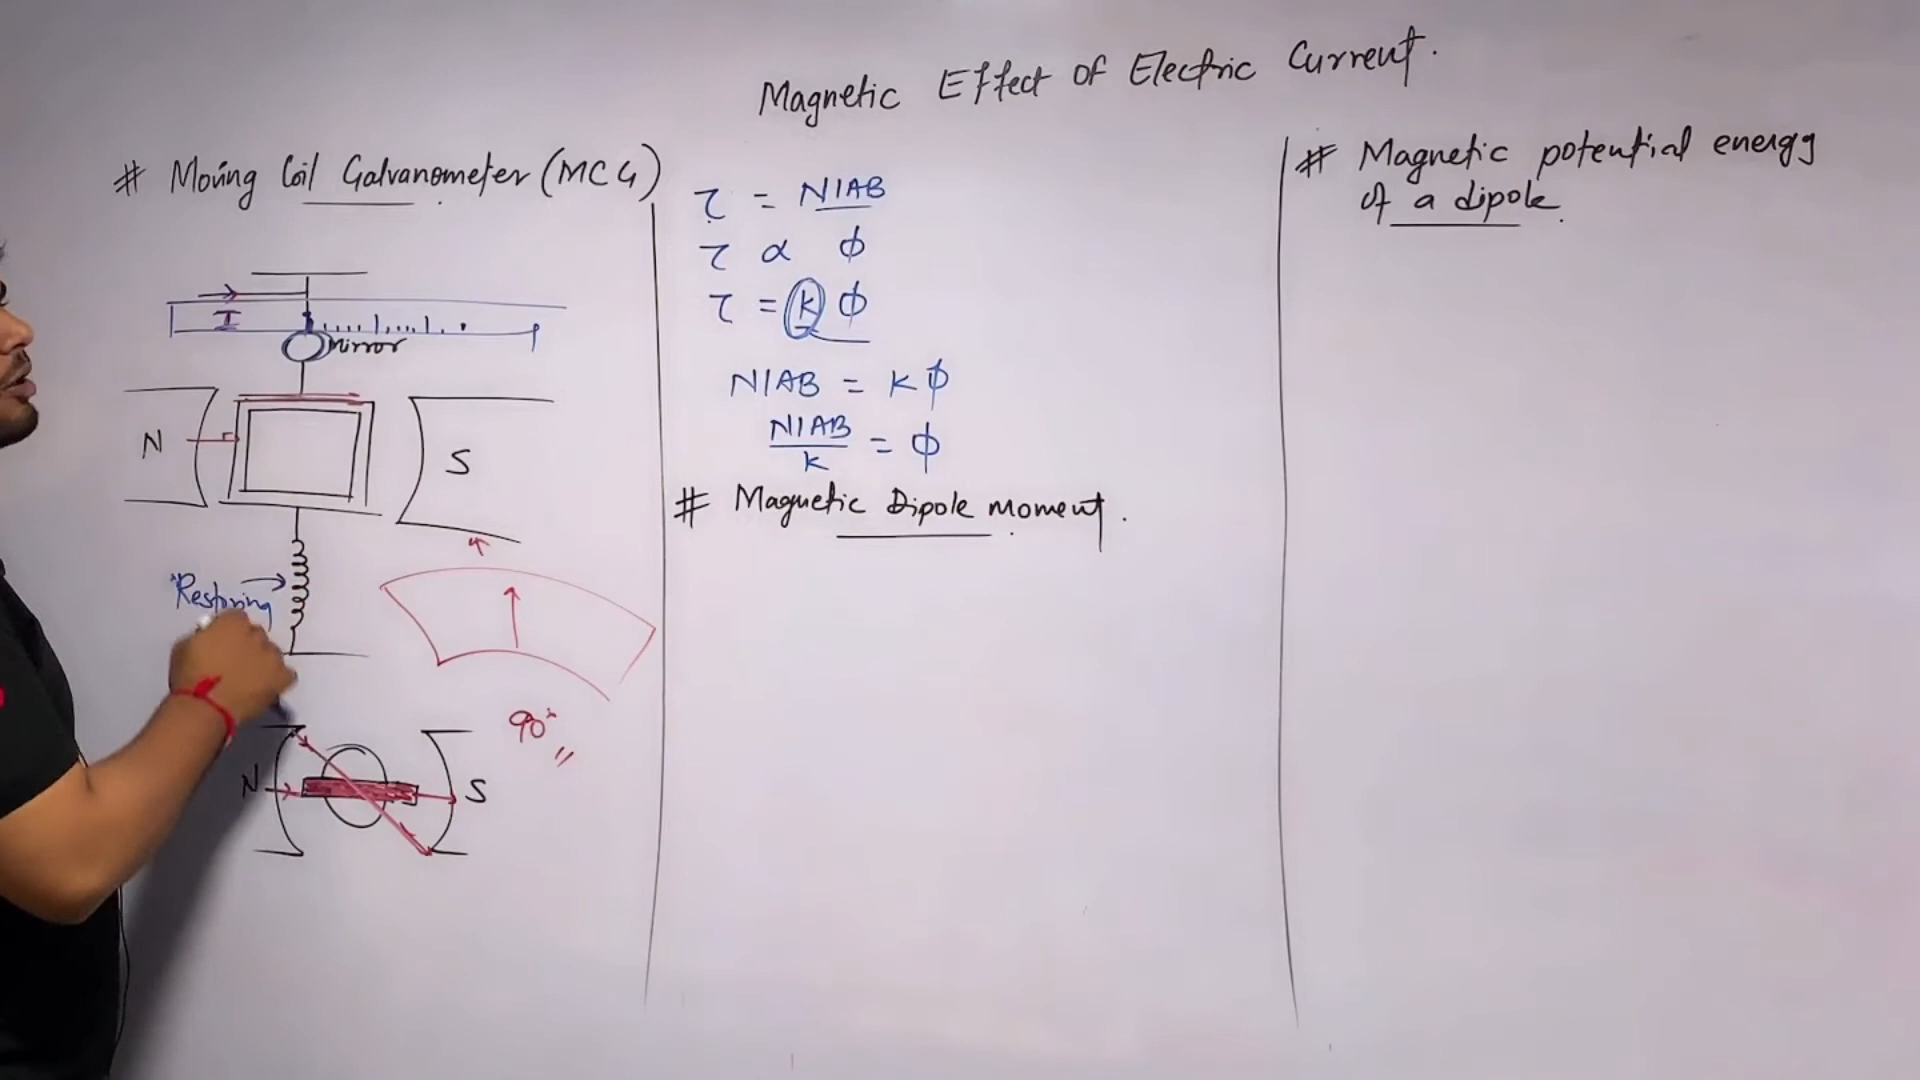 Magnetic Effect of Electric Current.
# Moving Coil Galvanometer (MCG)
I
Mirror
N
S
Restoring
N
S
90°
τ = NIAB
τ α ϕ
τ = k ϕ
NIAB = kϕ
NIAB/k = ϕ
# Magnetic Dipole moment.
# Magnetic potential energy
of a dipole.